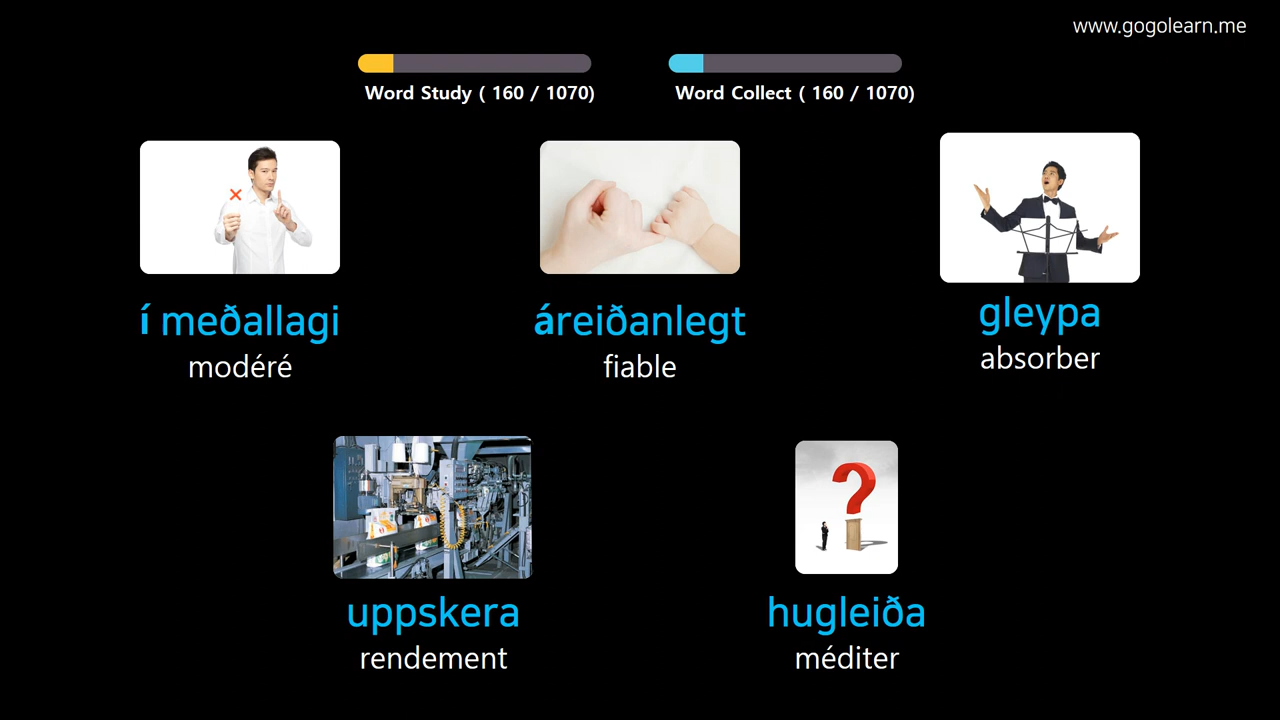 www.gogolearn.me
Word Study ( 160 / 1070)
Word Collect ( 160 / 1070)
í meðallagi
modéré
áreiðanlegt
fiable
gleypa
absorber
uppskera
rendement
hugleiða
méditer